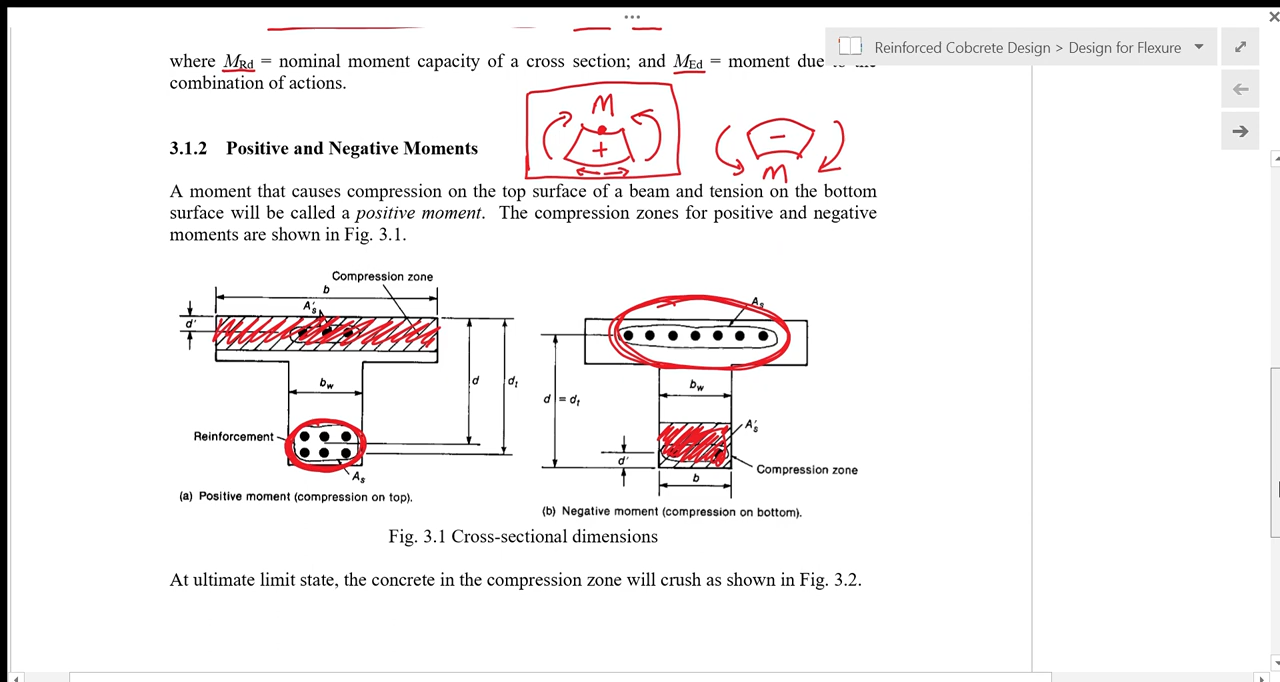 Reinforced Cobcrete Design > Design for Flexure
where MRd = nominal moment capacity of a cross section; and MEd = moment due
combination of actions.
M
+
−
M
3.1.2 Positive and Negative Moments
A moment that causes compression on the top surface of a beam and tension on the bottom
surface will be called a positive moment. The compression zones for positive and negative
moments are shown in Fig. 3.1.
Compression zone
b
A's
d'
bw
d
dt
Reinforcement
As
(a) Positive moment (compression on top).
As
bw
d = dt
A's
d'
Compression zone
b
(b) Negative moment (compression on bottom).
Fig. 3.1 Cross-sectional dimensions
At ultimate limit state, the concrete in the compression zone will crush as shown in Fig. 3.2.